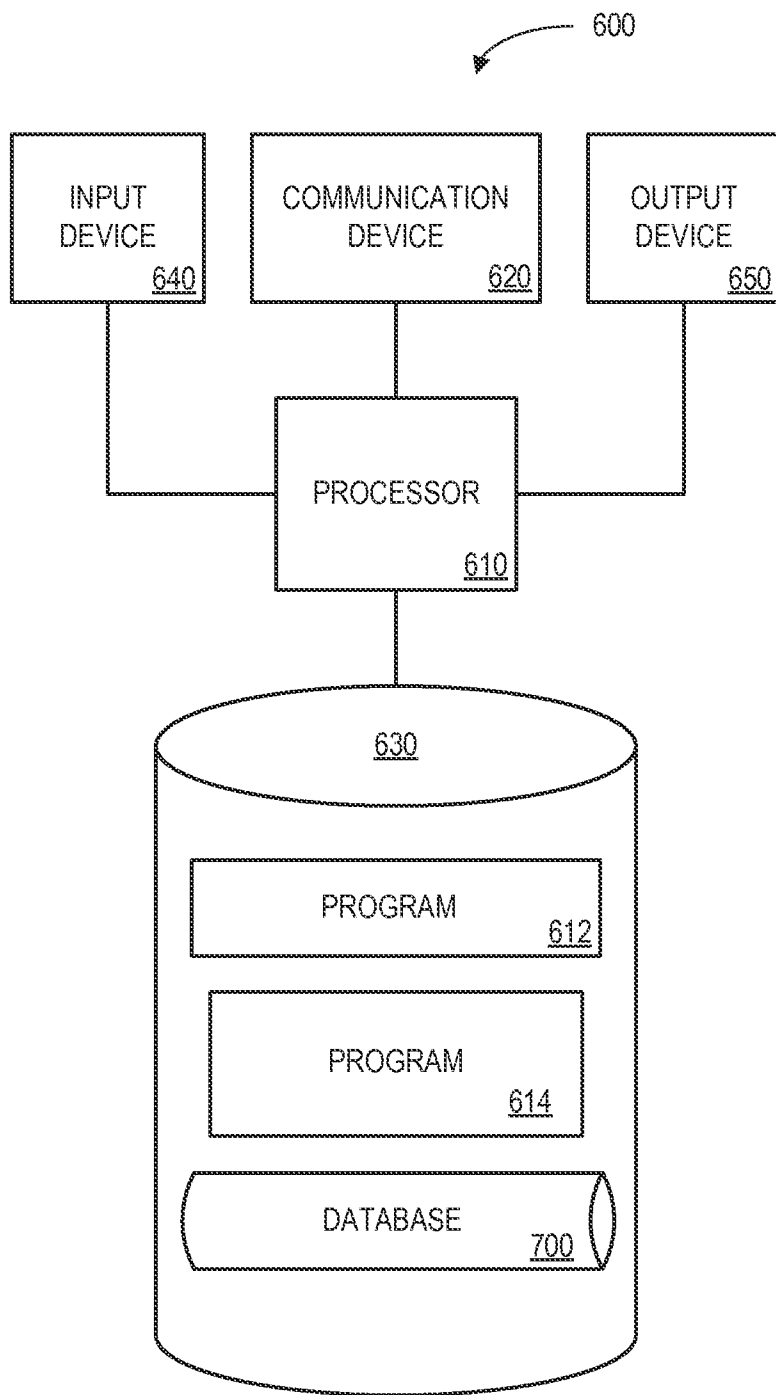 600
INPUT
DEVICE
640
COMMUNICATION
DEVICE
620
OUTPUT
DEVICE
650
PROCESSOR
610
630
PROGRAM
612
PROGRAM
614
DATABASE
700